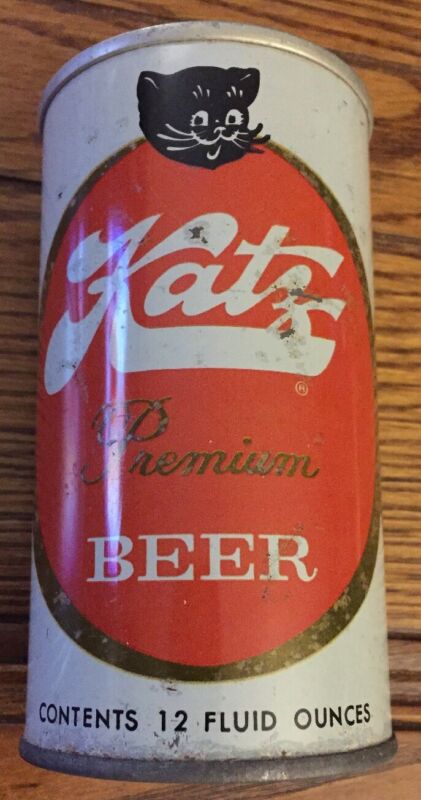 Katz
®
Premium
BEER
CONTENTS 12 FLUID OUNCES